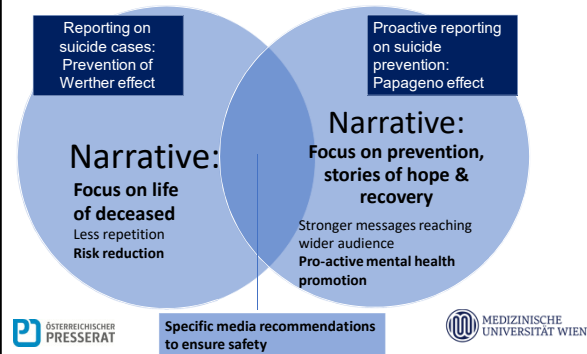 Reporting on
suicide cases:
Prevention of
Werther effect
Proactive reporting
on suicide
prevention:
Papageno effect
Narrative:
Focus on life
of deceased
Less repetition
Risk reduction
Narrative:
Focus on prevention,
stories of hope &
recovery
Stronger messages reaching
wider audience
Pro-active mental health
promotion
Specific media recommendations
to ensure safety
ÖSTERREICHISCHER
PRESSERAT
MEDIZINISCHE
UNIVERSITÄT WIEN